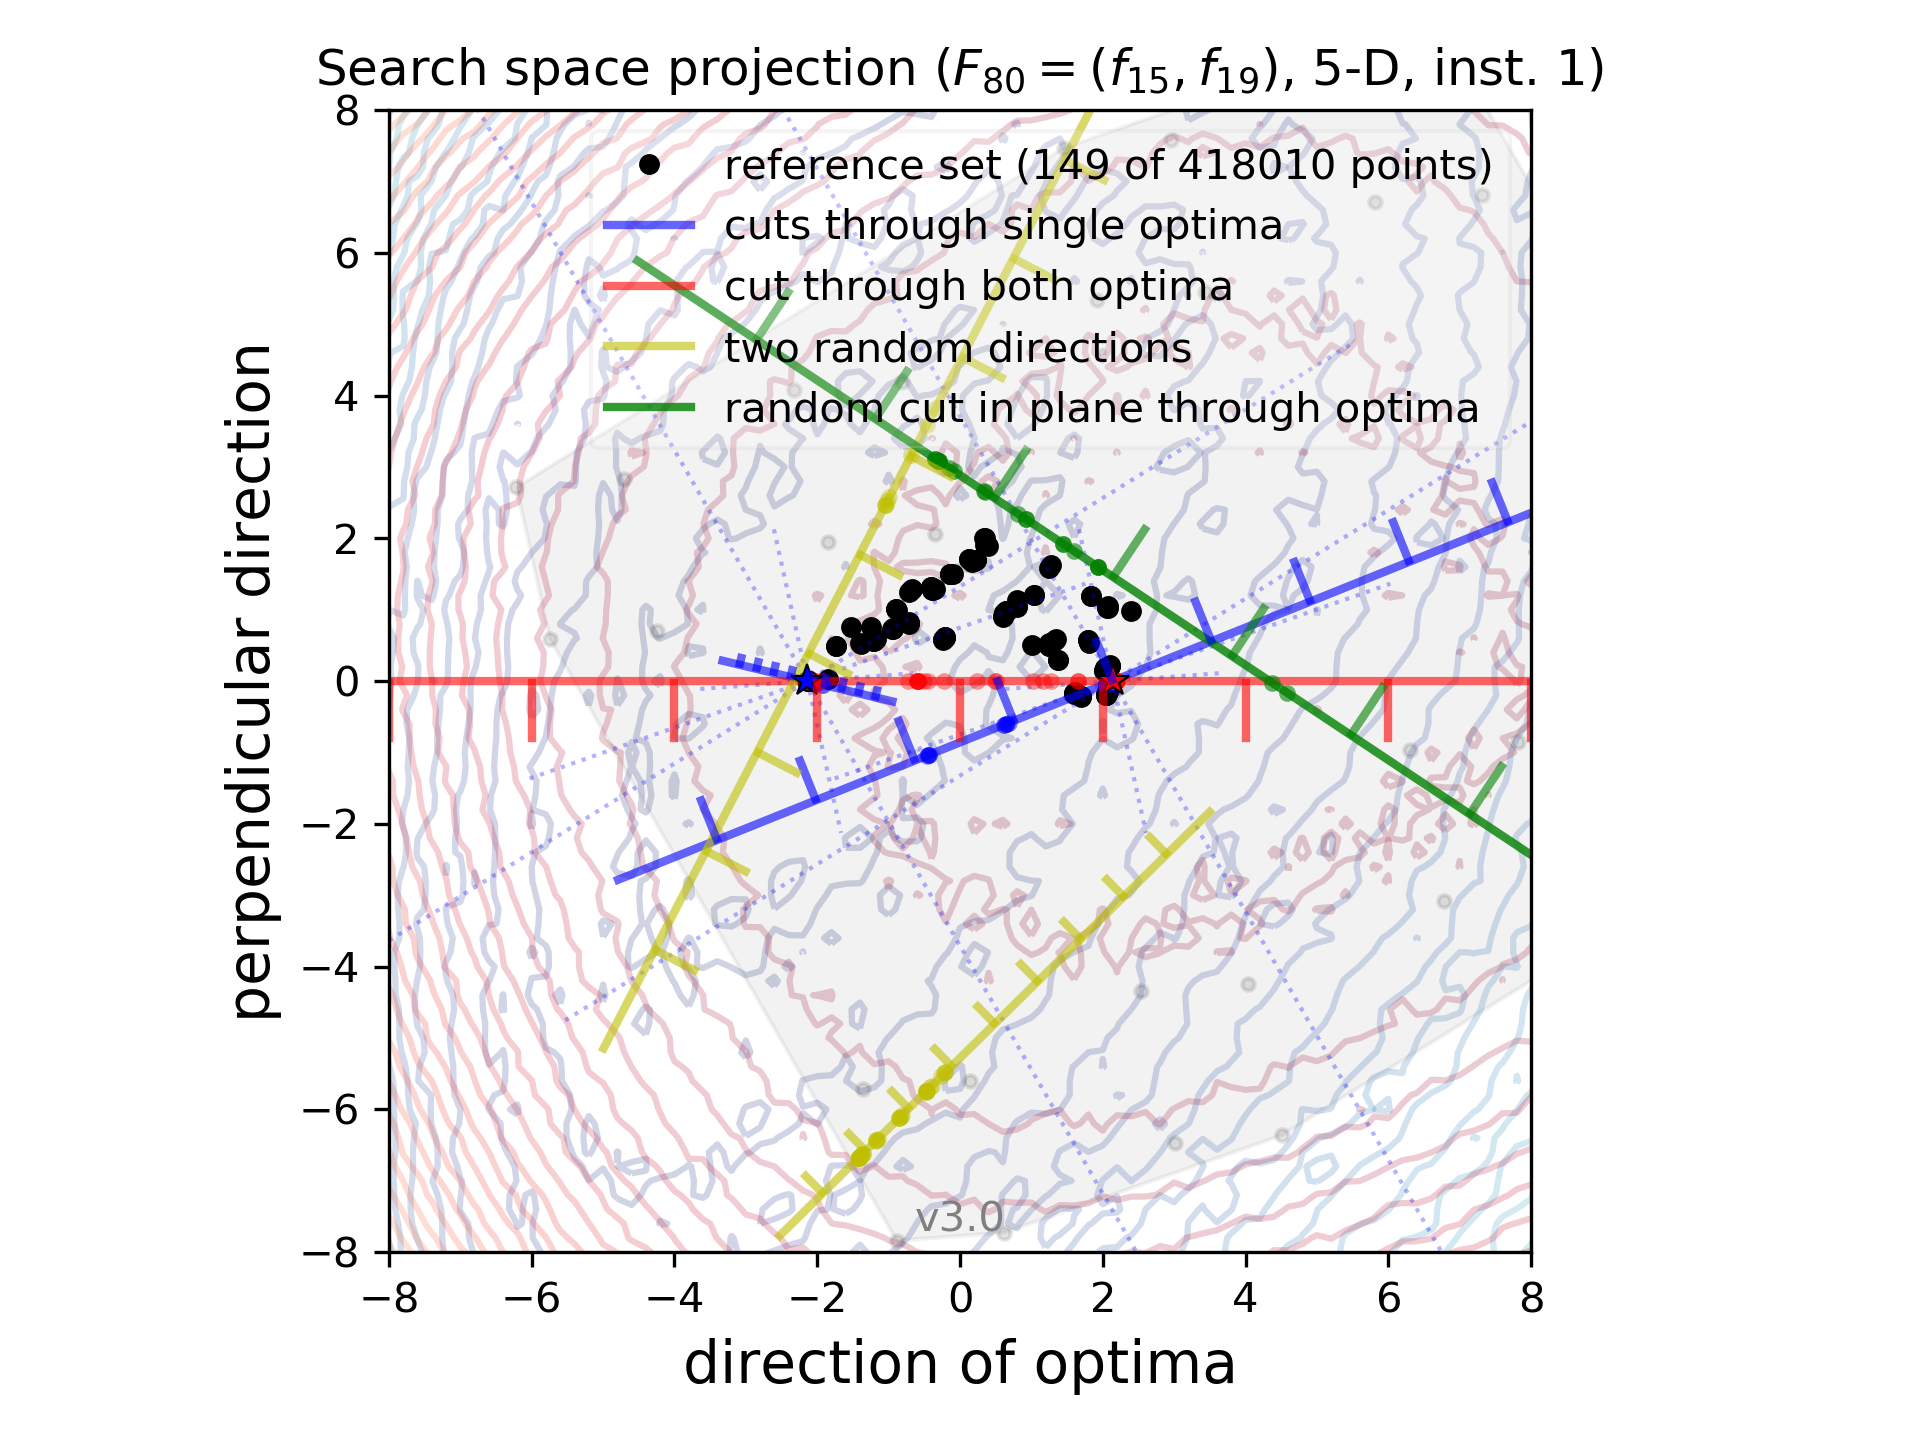 Search space projection (F₈₀ = (f₁₅, f₁₉), 5-D, inst. 1)
reference set (149 of 418010 points)
cuts through single optima
cut through both optima
two random directions
random cut in plane through optima
8
6
4
2
0
−2
−4
−6
−8
perpendicular direction
v3.0
−8 −6 −4 −2 0 2 4 6 8
direction of optima